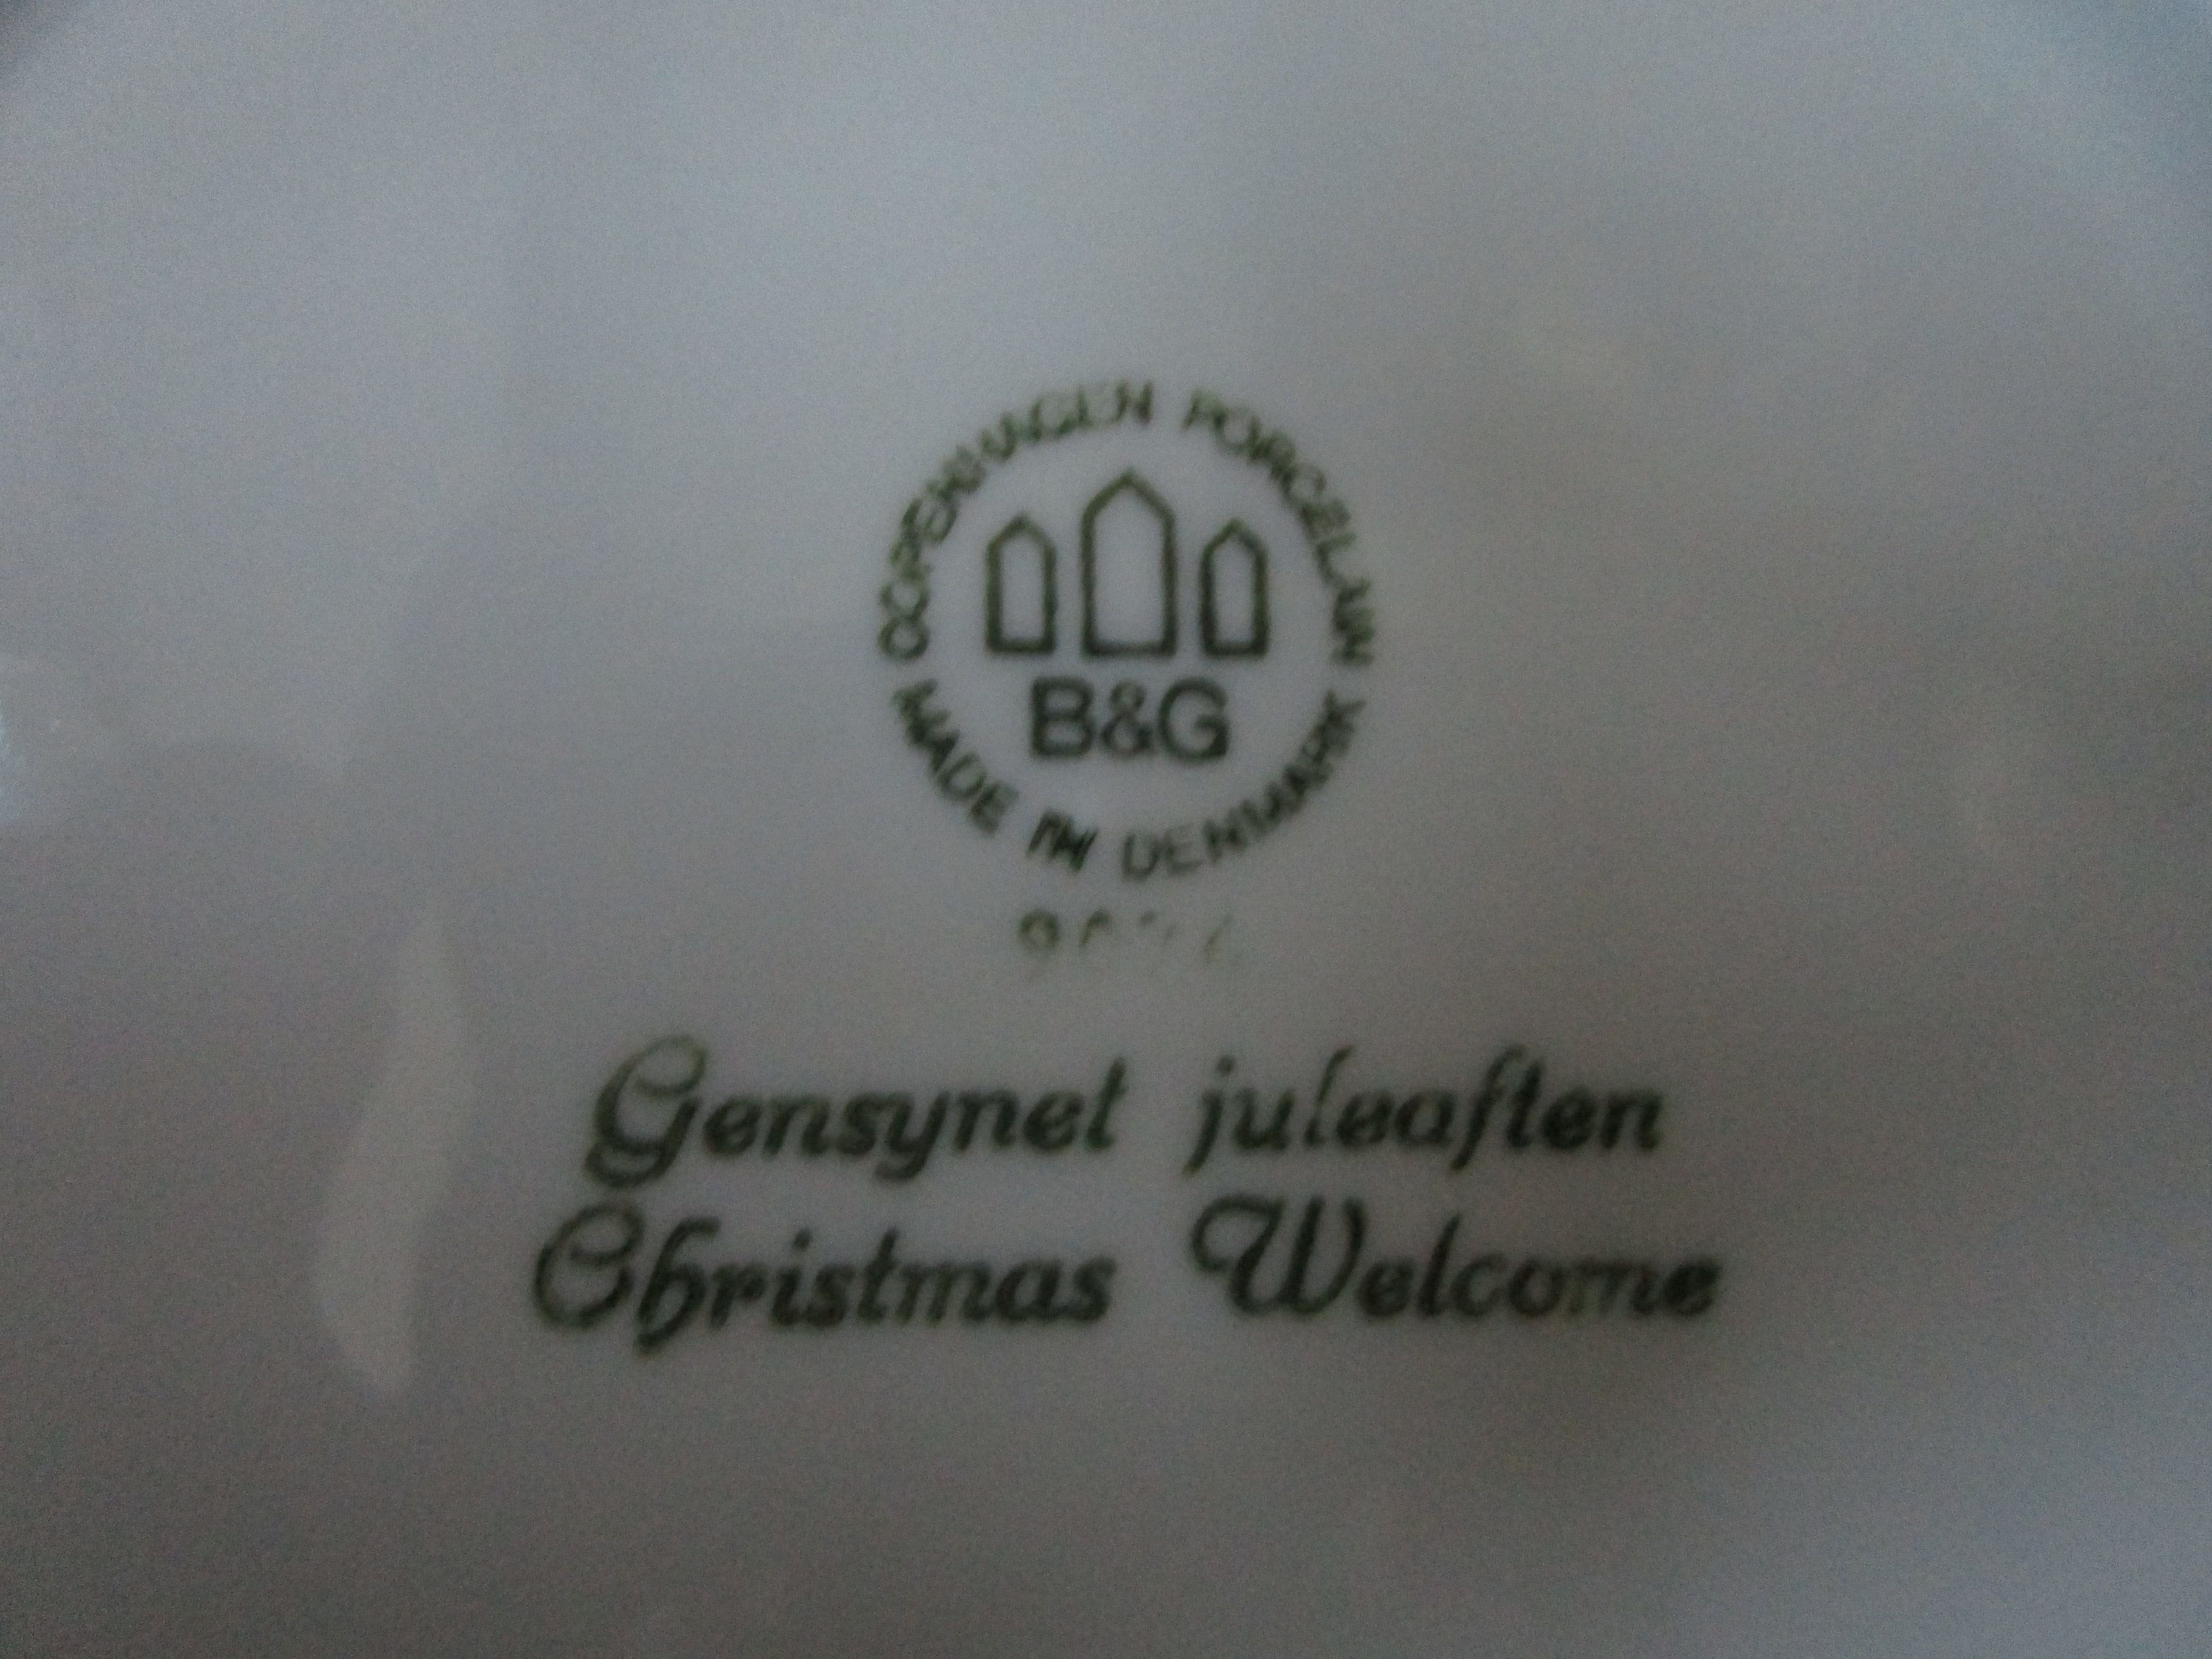 COPENHAGEN PORCELAIN
B&G
MADE IN DENMARK
Gensynet juleaften
Christmas Welcome